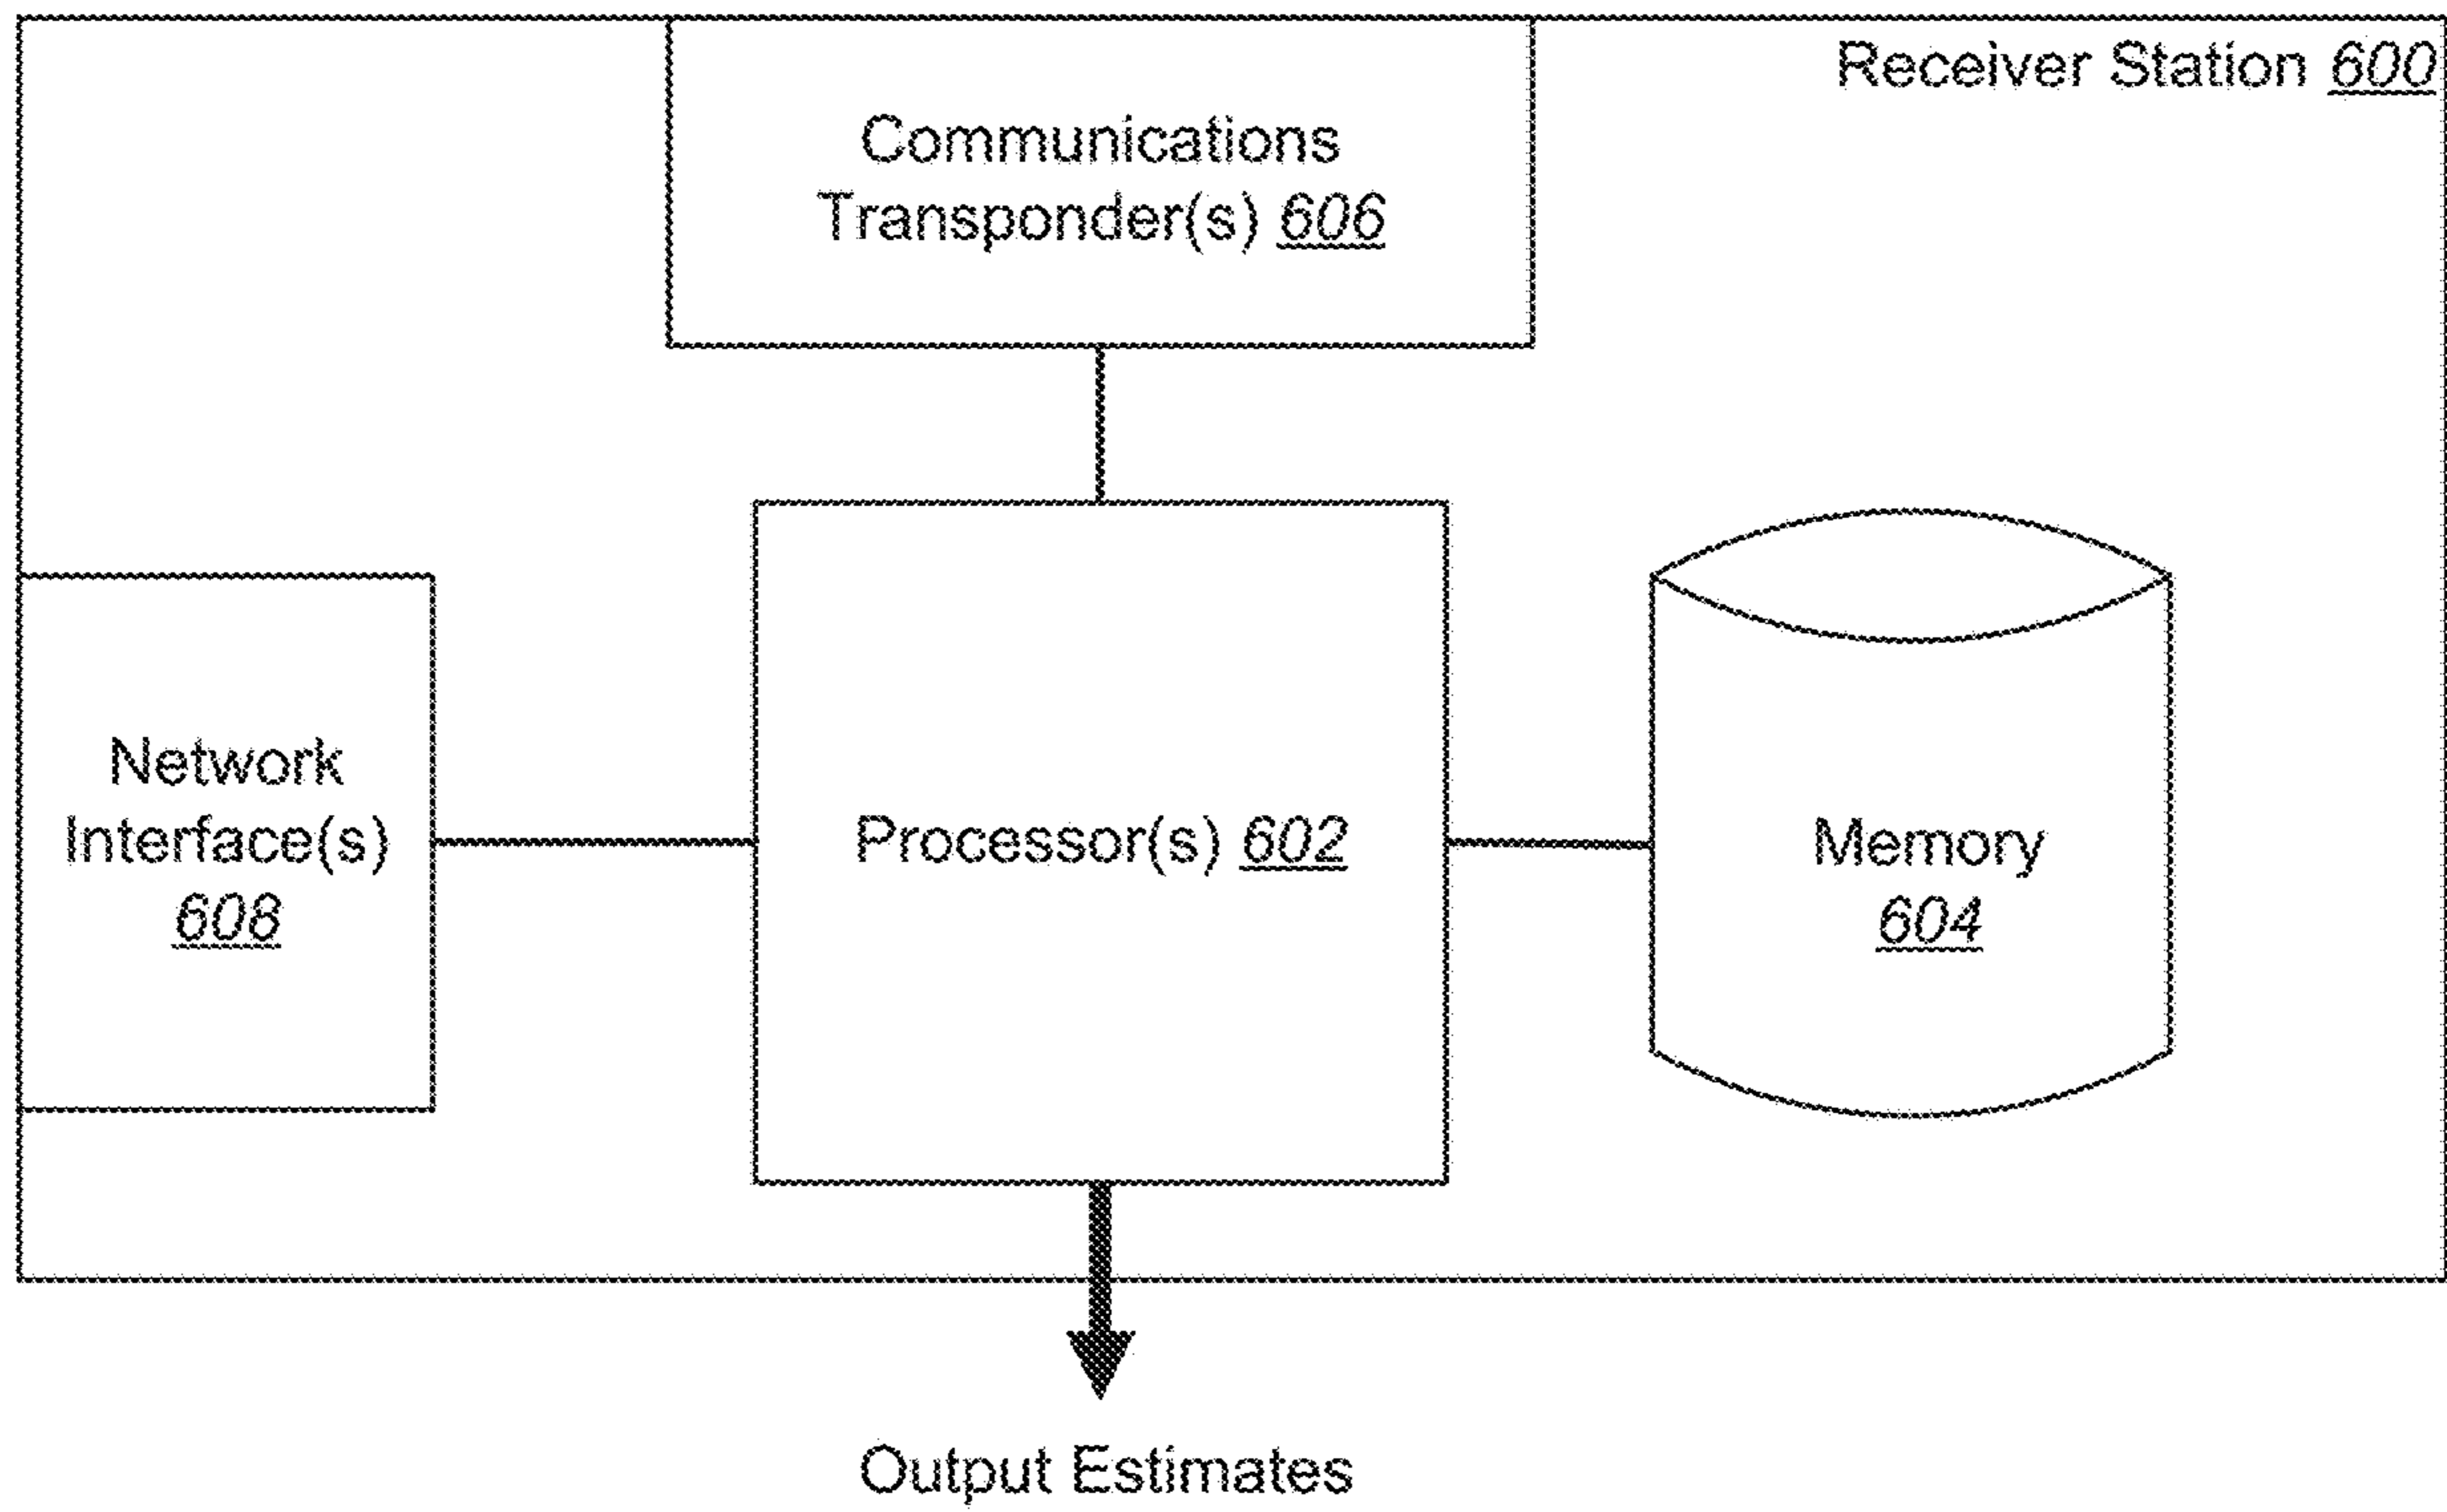 Receiver Station 600
Communications
Transponder(s) 606
Network
Interface(s)
608
Processor(s) 602
Memory
604
Output Estimates